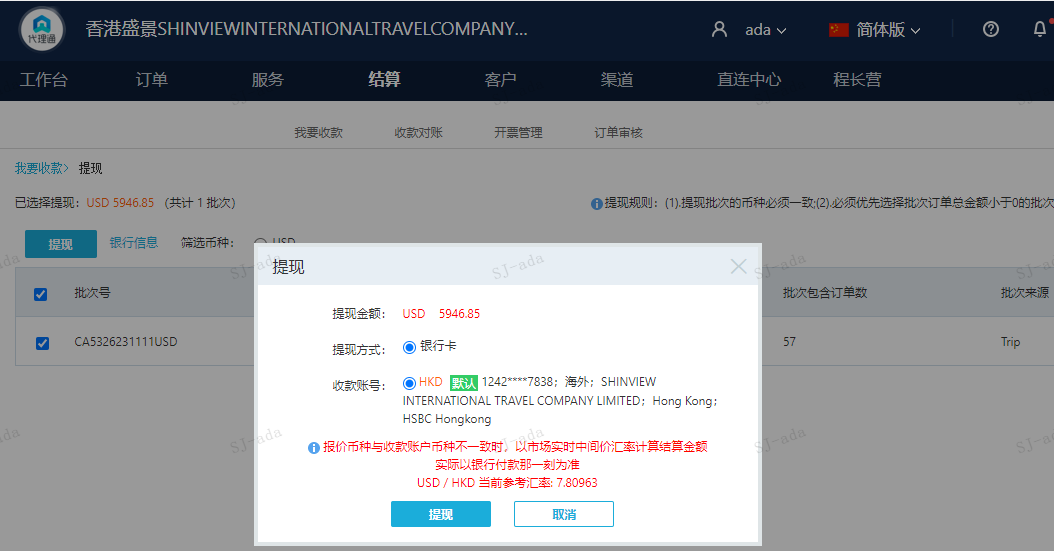 代理通
香港盛景SHINVIEWINTERNATIONALTRAVELCOMPANY...
ada
简体版
工作台 订单 服务 结算 客户 渠道 直连中心 程长营
我要收款 收款对账 开票管理 订单审核
我要收款> 提现
已选择提现: USD 5946.85 (共计 1 批次)
提现规则: (1).提现批次的币种必须一致;(2).必须优先选择批次订单总金额小于0的批次
提现 银行信息 筛选币种: USD
批次号 批次包含订单数 批次来源
CA5326231111USD 57 Trip
提现
提现金额: USD 5946.85
提现方式: 银行卡
收款账号: HKD 默认 1242****7838; 海外; SHINVIEW
INTERNATIONAL TRAVEL COMPANY LIMITED; Hong Kong;
HSBC Hongkong
报价币种与收款账户币种不一致时，以市场实时中间价汇率计算结算金额
实际以银行付款那一刻为准
USD / HKD 当前参考汇率: 7.80963
提现 取消
SJ-ada
SJ-ada
SJ-ada
SJ-ada
SJ-ada
SJ-ada